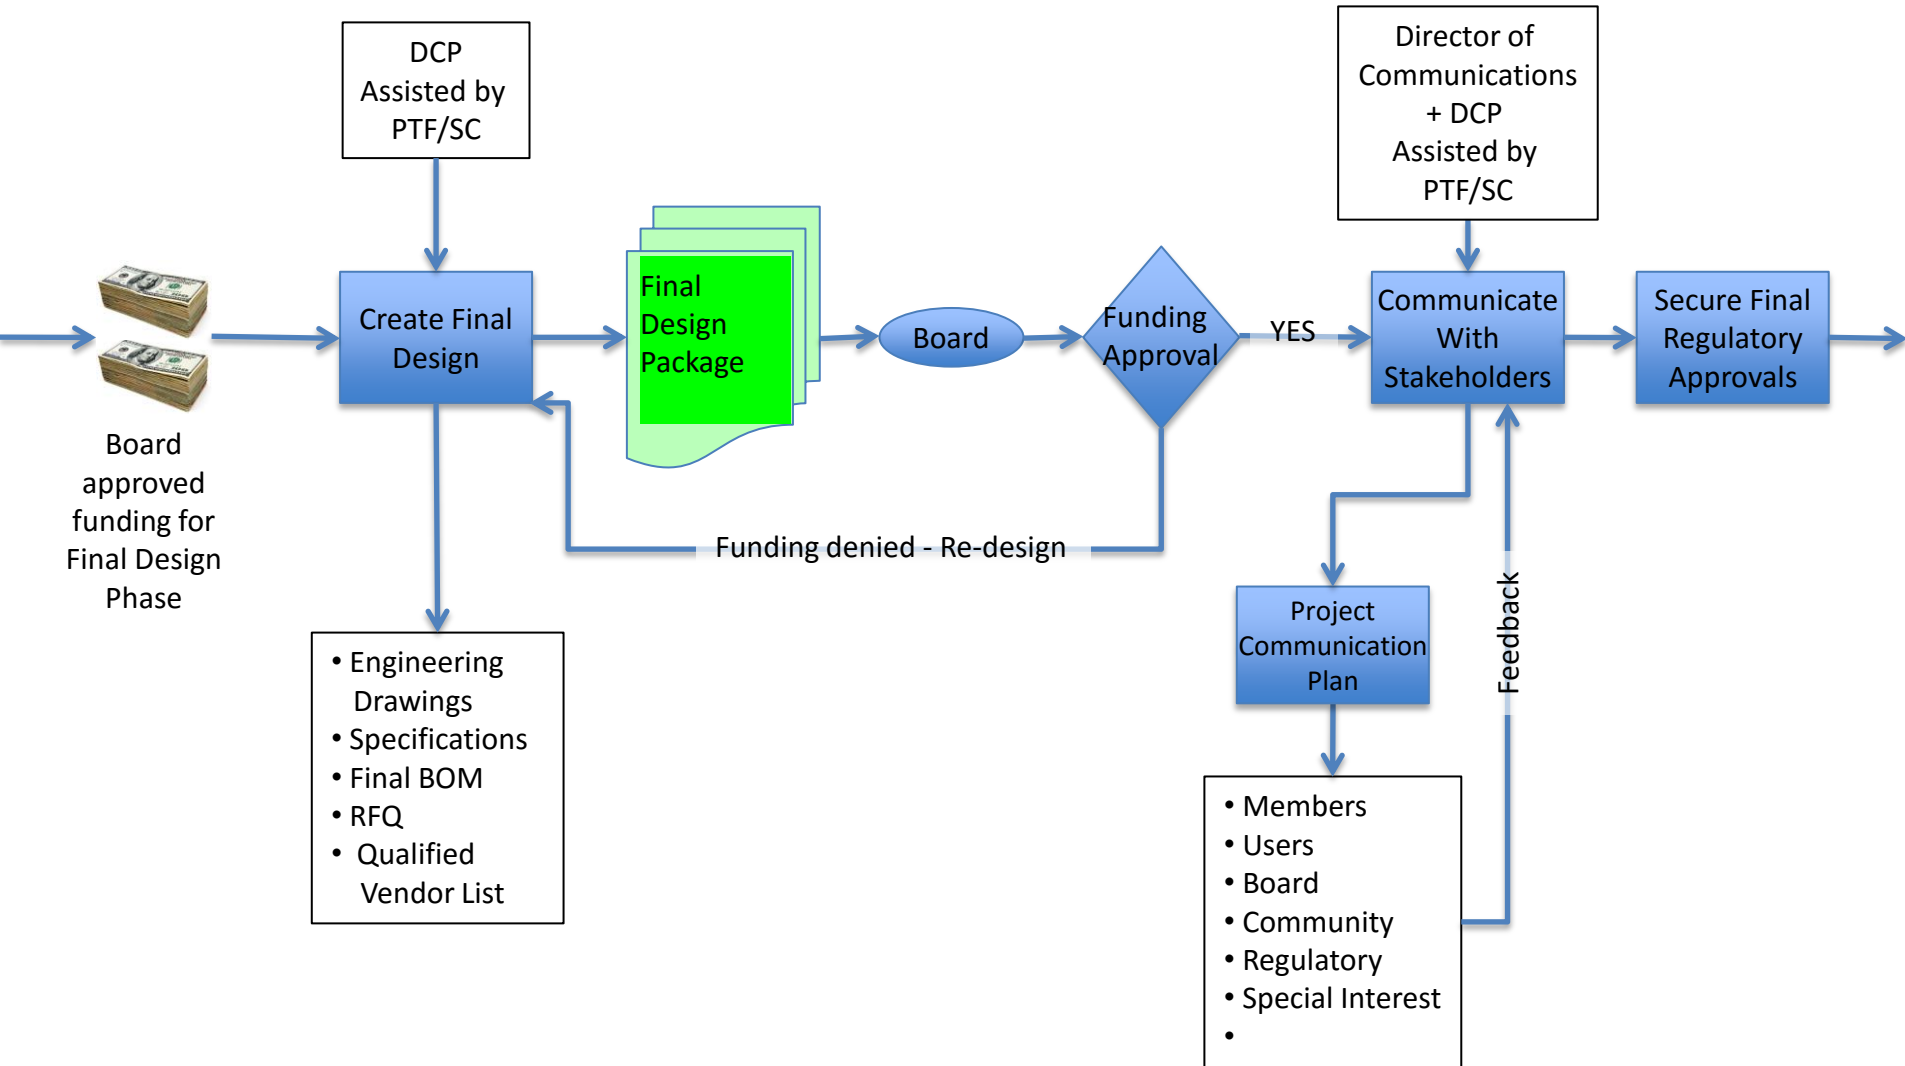 DCP
Assisted by
PTF/SC
Director of
Communications
+ DCP
Assisted by
PTF/SC
Board
approved
funding for
Final Design
Phase
Create Final
Design
Final
Design
Package
Board
Funding
Approval
YES
Communicate
With
Stakeholders
Secure Final
Regulatory
Approvals
Funding denied - Re-design
• Engineering
Drawings
• Specifications
• Final BOM
• RFQ
• Qualified
Vendor List
Project
Communication
Plan
Feedback
• Members
• Users
• Board
• Community
• Regulatory
• Special Interest
•